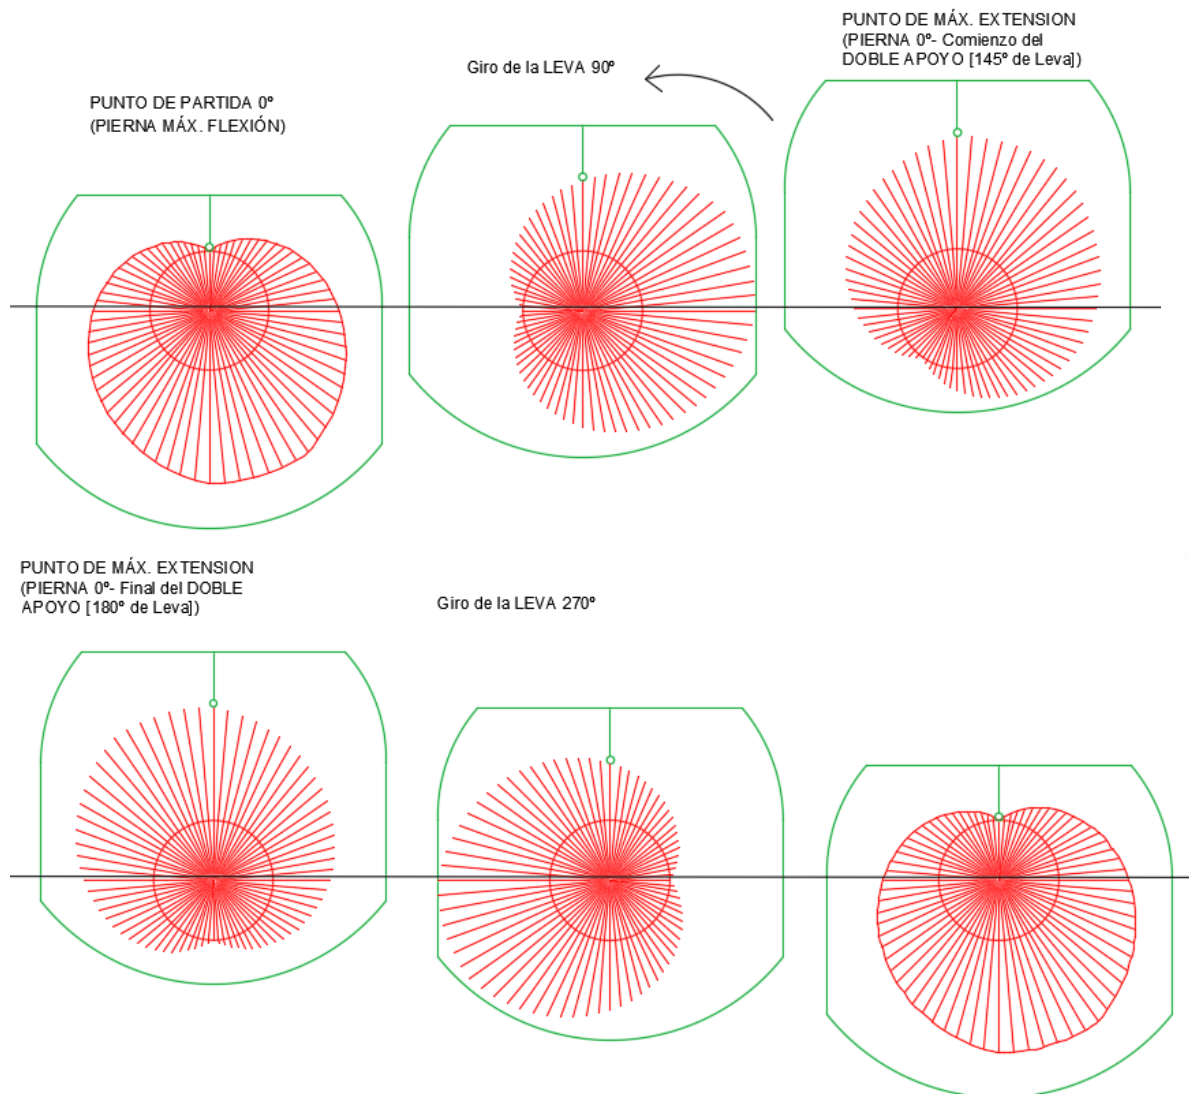 PUNTO DE PARTIDA 0º
(PIERNA MÁX. FLEXIÓN)
Giro de la LEVA 90º
PUNTO DE MÁX. EXTENSION
(PIERNA 0º- Comienzo del
DOBLE APOYO [145º de Leva])
PUNTO DE MÁX. EXTENSION
(PIERNA 0º- Final del DOBLE
APOYO [180º de Leva])
Giro de la LEVA 270º